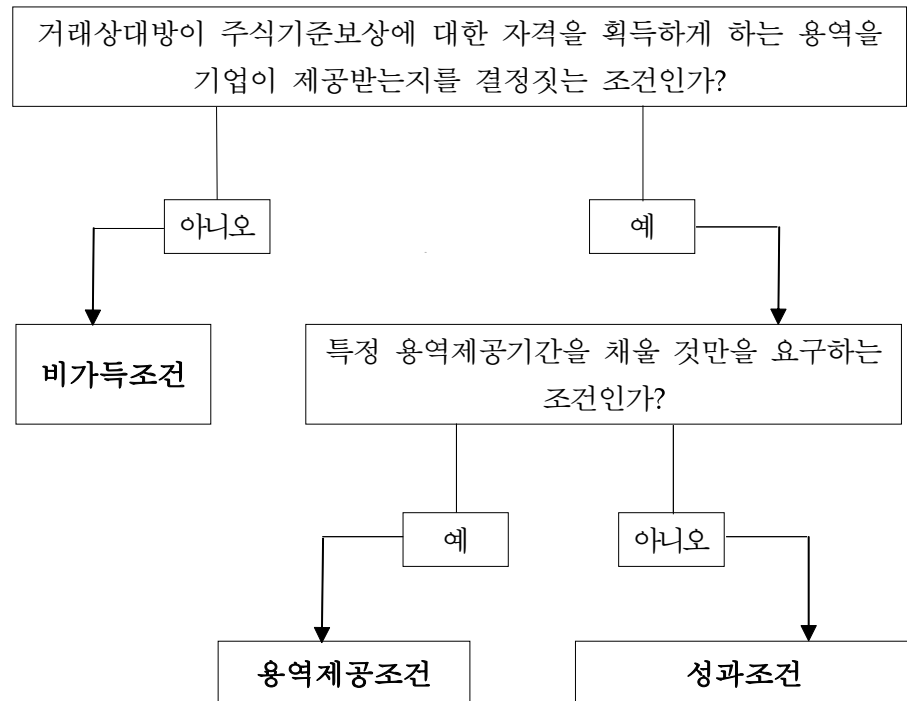 거래상대방이 주식기준보상에 대한 자격을 획득하게 하는 용역을
기업이 제공받는지를 결정짓는 조건인가?
아니오
예
비가득조건
특정 용역제공기간을 채울 것만을 요구하는
조건인가?
예
아니오
용역제공조건
성과조건